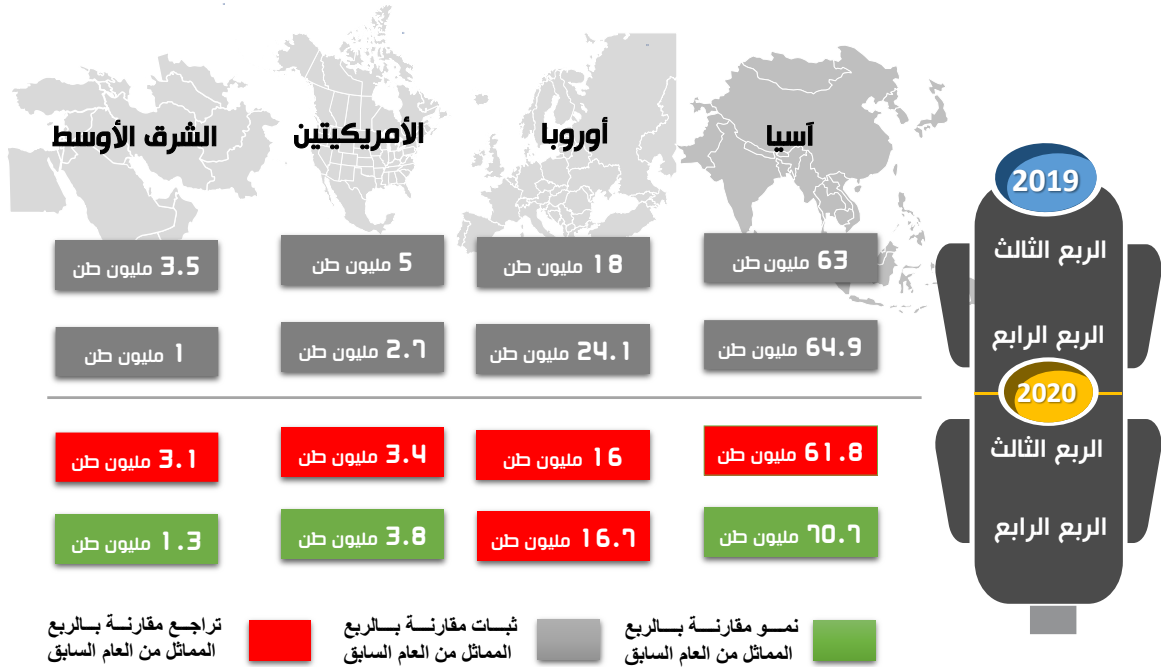 آسيا
أوروبا
الأمريكيتين
الشرق الأوسط
2019
الربع الثالث
63 مليون طن
18 مليون طن
5 مليون طن
3.5 مليون طن
الربع الرابع
64.9 مليون طن
24.1 مليون طن
2.7 مليون طن
1 مليون طن
2020
الربع الثالث
61.8 مليون طن
16 مليون طن
3.4 مليون طن
3.1 مليون طن
الربع الرابع
70.7 مليون طن
16.7 مليون طن
3.8 مليون طن
1.3 مليون طن
نمو مقارنة بالربع
المماثل من العام السابق
ثبات مقارنة بالربع
المماثل من العام السابق
تراجع مقارنة بالربع
المماثل من العام السابق